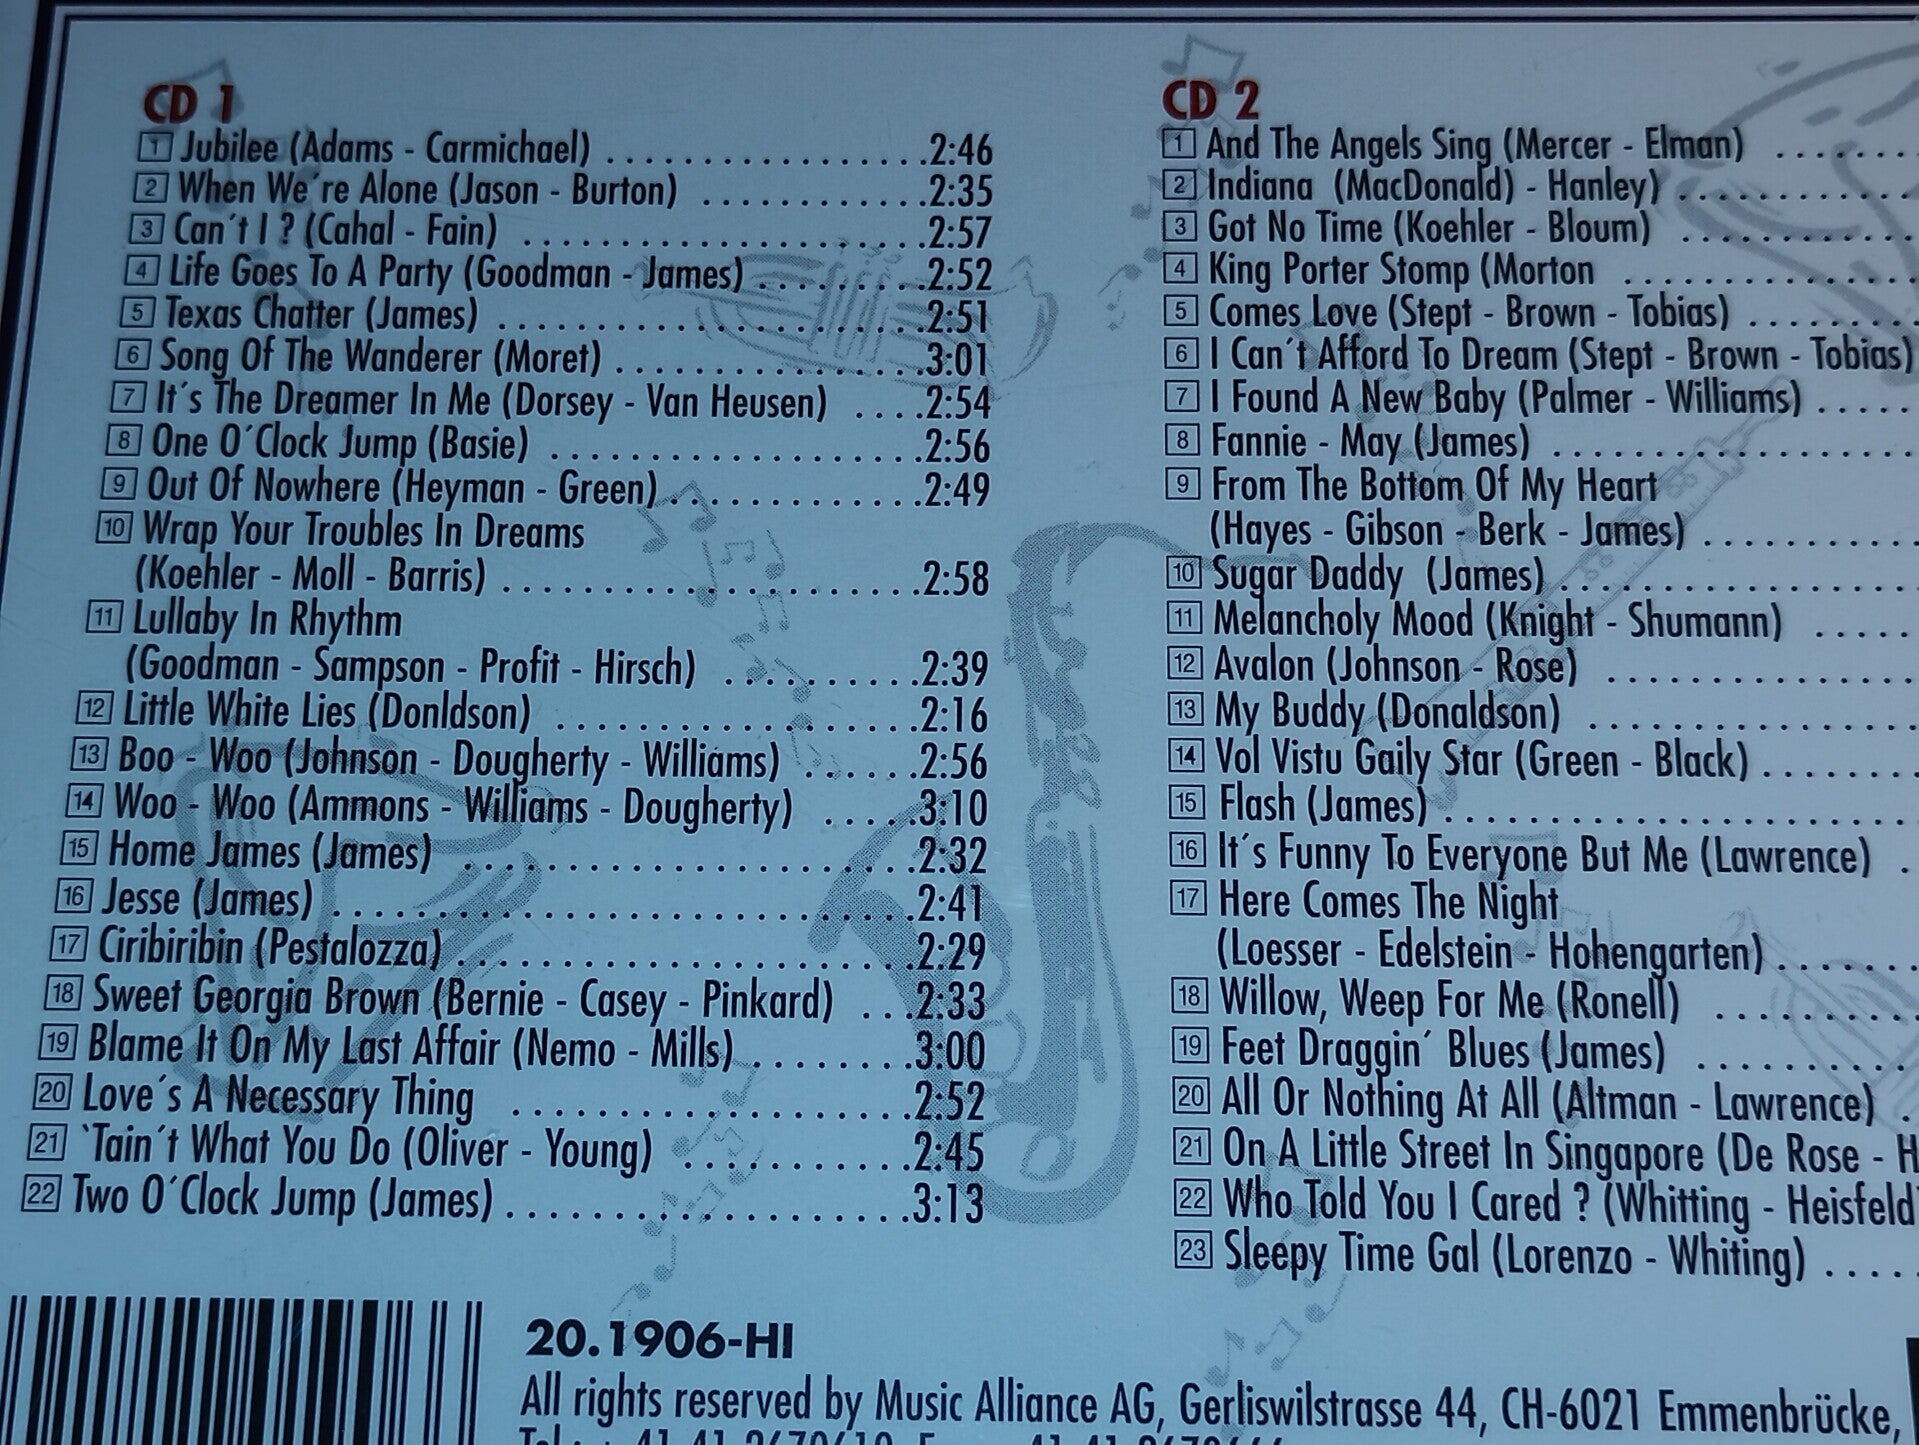 CD 1
1 Jubilee (Adams - Carmichael) ....................2:46
2 When We´re Alone (Jason - Burton) ............2:35
3 Can´t I ? (Cahal - Fain) .....................2:57
4 Life Goes To A Party (Goodman - James) .........2:52
5 Texas Chatter (James) ......................2:51
6 Song Of The Wanderer (Moret) ................3:01
7 It´s The Dreamer In Me (Dorsey - Van Heusen) ....2:54
8 One O´Clock Jump (Basie) ...................2:56
9 Out Of Nowhere (Heyman - Green) .............2:49
10 Wrap Your Troubles In Dreams
(Koehler - Moll - Barris) .....................2:58
11 Lullaby In Rhythm
(Goodman - Sampson - Profit - Hirsch) ..........2:39
12 Little White Lies (Donldson) ..................2:16
13 Boo - Woo (Johnson - Dougherty - Williams) ......2:56
14 Woo - Woo (Ammons - Williams - Dougherty) .....3:10
15 Home James (James) .......................2:32
16 Jesse (James) ..............................2:41
17 Ciribiribin (Pestalozza) ......................2:29
18 Sweet Georgia Brown (Bernie - Casey - Pinkard) ...2:33
19 Blame It On My Last Affair (Nemo - Mills) ........3:00
20 Love´s A Necessary Thing ....................2:52
21 `Tain´t What You Do (Oliver - Young) ...........2:45
22 Two O´Clock Jump (James) ....................3:13
CD 2
1 And The Angels Sing (Mercer - Elman) .......
2 Indiana (MacDonald) - Hanley) ............
3 Got No Time (Koehler - Bloum) ............
4 King Porter Stomp (Morton ...............
5 Comes Love (Stept - Brown - Tobias) ........
6 I Can´t Afford To Dream (Stept - Brown - Tobias)
7 I Found A New Baby (Palmer - Williams) .....
8 Fannie - May (James) ..................
9 From The Bottom Of My Heart
(Hayes - Gibson - Berk - James) ...........
10 Sugar Daddy (James) ..................
11 Melancholy Mood (Knight - Shumann) .....
12 Avalon (Johnson - Rose) ................
13 My Buddy (Donaldson) .................
14 Vol Vistu Gaily Star (Green - Black) ........
15 Flash (James) ........................
16 It´s Funny To Everyone But Me (Lawrence) .
17 Here Comes The Night
(Loesser - Edelstein - Hohengarten) .......
18 Willow, Weep For Me (Ronell) ..........
19 Feet Draggin´ Blues (James) ...........
20 All Or Nothing At All (Altman - Lawrence) .
21 On A Little Street In Singapore (De Rose - H
22 Who Told You I Cared ? (Whitting - Heisfeld
23 Sleepy Time Gal (Lorenzo - Whiting) .....
20.1906-HI
All rights reserved by Music Alliance AG, Gerliswilstrasse 44, CH-6021 Emmenbrücke,